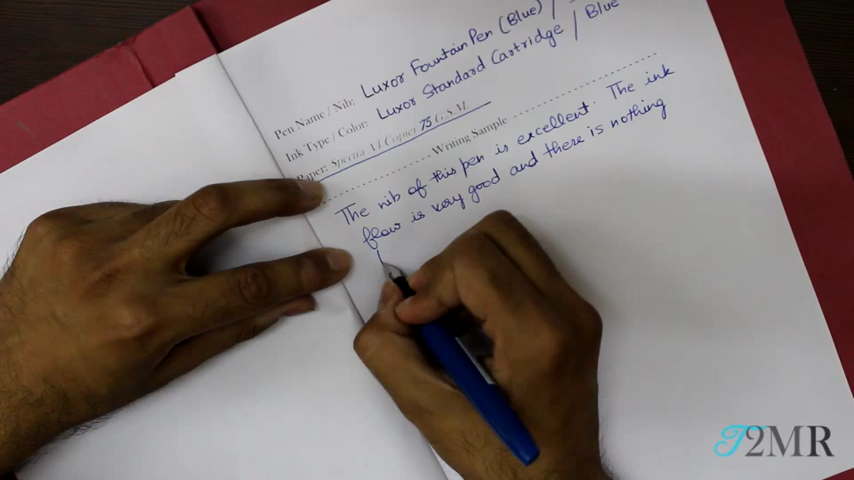 Pen Name / Nib: Luxor Fountain Pen (Blue) /
Ink Type / Color: Luxor Standard Cartridge / Blue
Paper: Spectra A4 Copier 75 G.S.M.
Writing Sample
The nib of this pen is excellent. The ink
flow is very good and there is nothing
T2MR